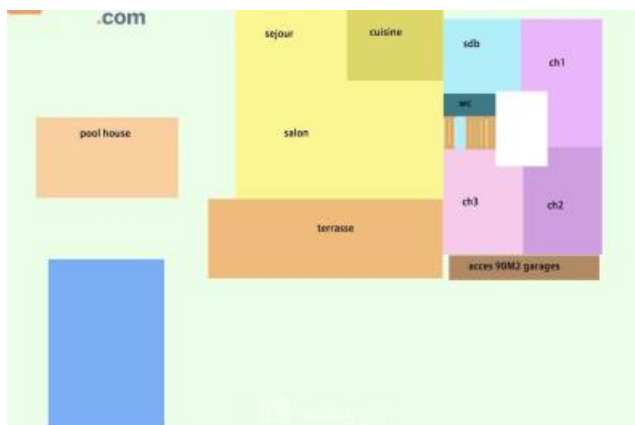 .com
sejour
cuisine
sdb
ch1
wc
pool house
salon
ch3
ch2
terrasse
acces 90M2 garages